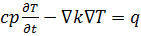 cp ∂T/∂t − ∇k∇T = q